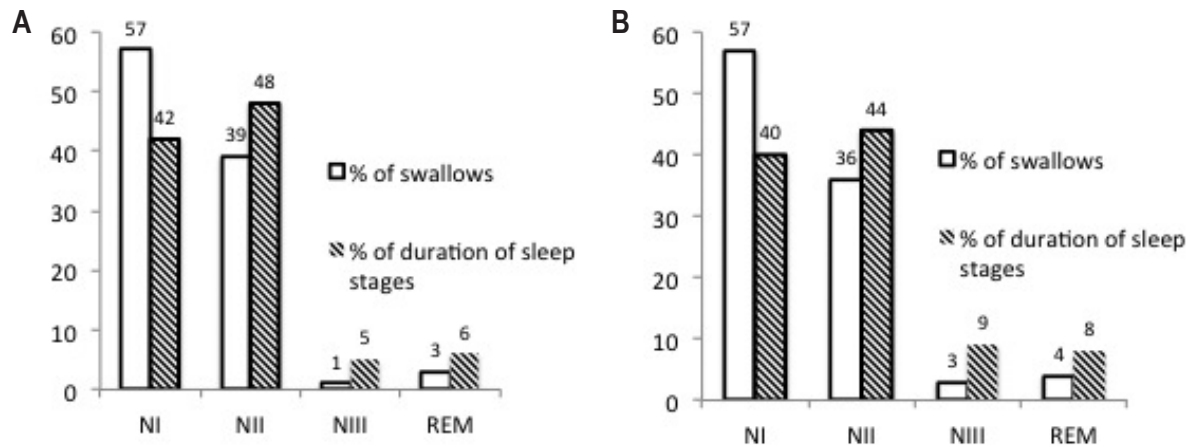 A
60
50
40
30
20
10
0
57
42
39
48
1
5
3
6
NI
NII
NIII
REM
% of swallows
% of duration of sleep
stages
B
60
50
40
30
20
10
0
57
40
36
44
3
9
4
8
NI
NII
NIII
REM
% of swallows
% of duration of sleep
stages